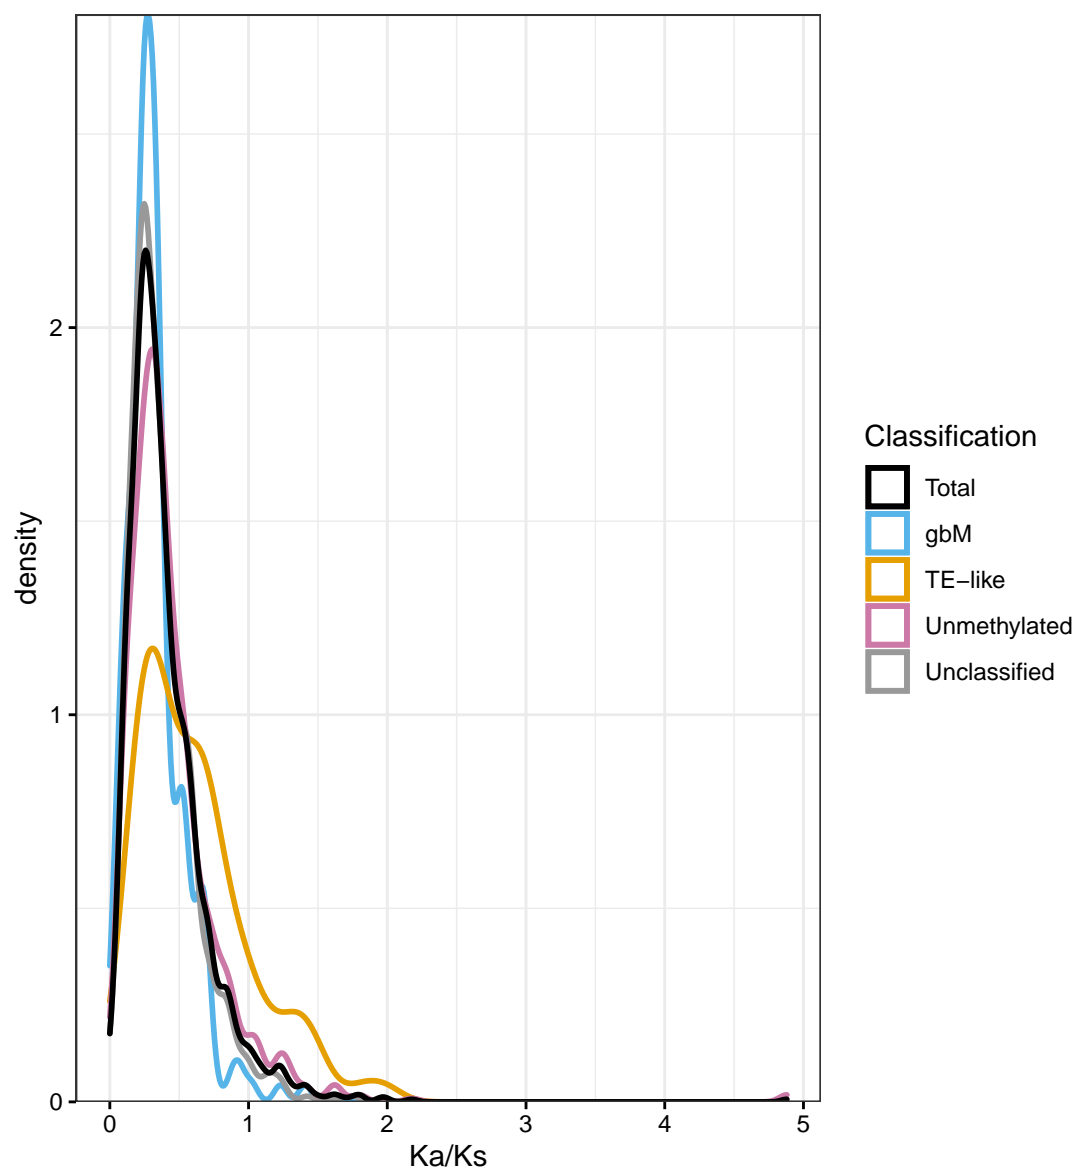 density
2
1
0
0 1 2 3 4 5
Ka/Ks
Classification
Total
gbM
TE−like
Unmethylated
Unclassified